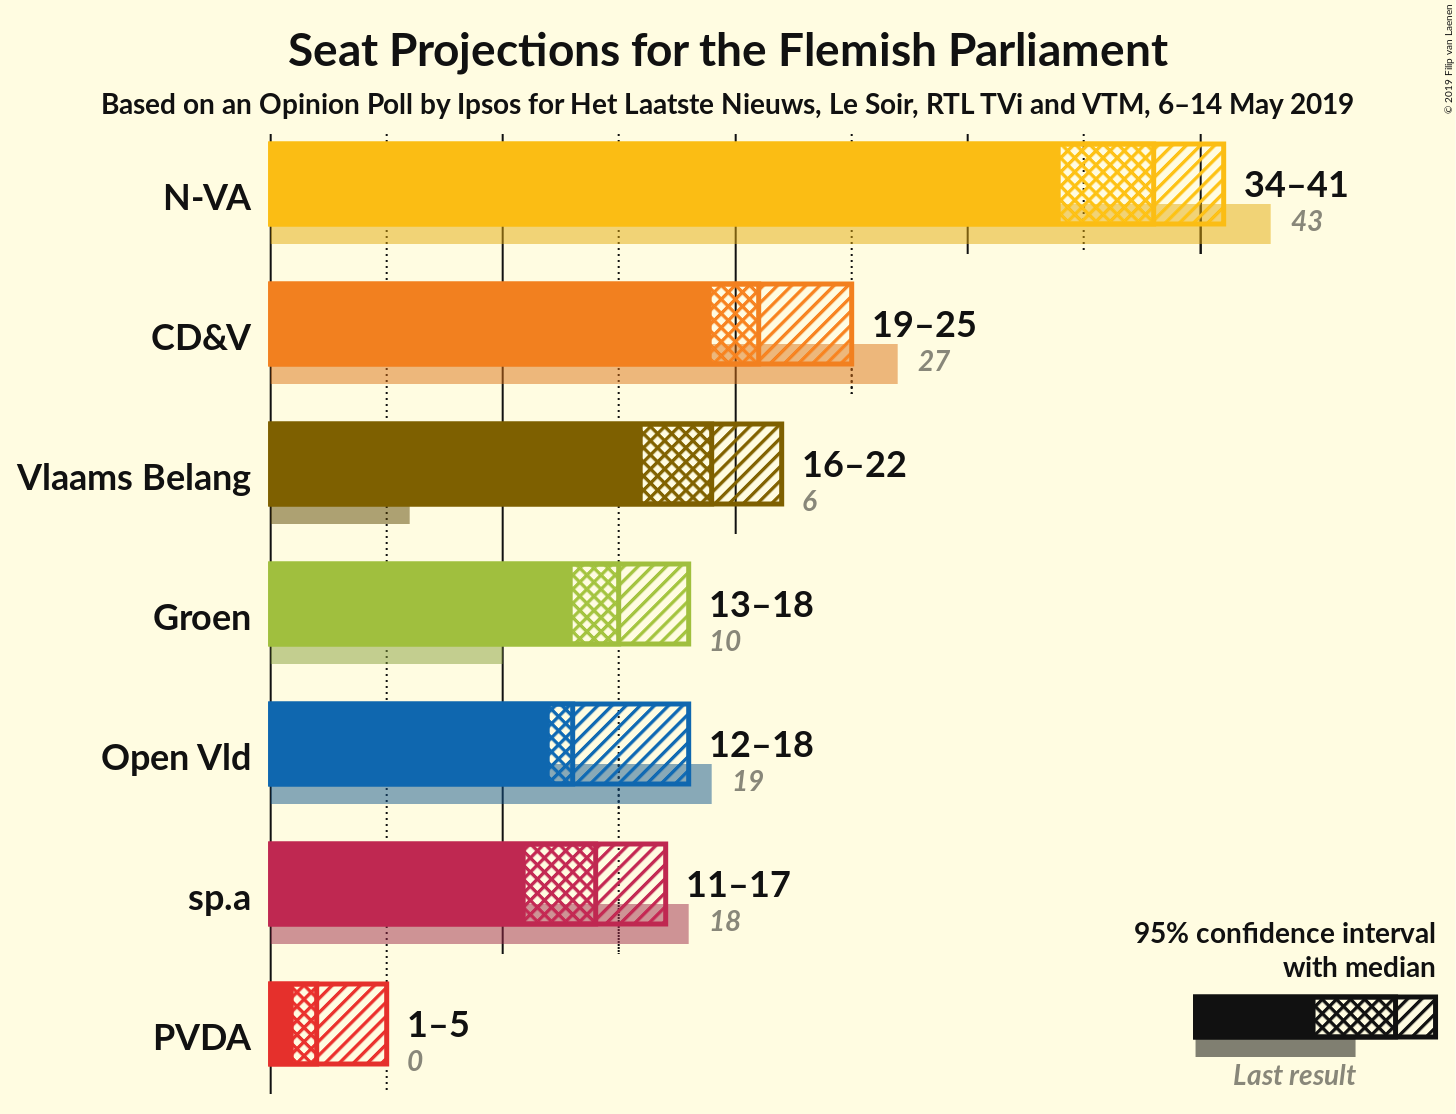 Seat Projections for the Flemish Parliament
Based on an Opinion Poll by Ipsos for Het Laatste Nieuws, Le Soir, RTL TVi and VTM, 6–14 May 2019
© 2019 Filip van Laenen
N-VA
34–41
43
CD&V
19–25
27
Vlaams Belang
16–22
6
Groen
13–18
10
Open Vld
12–18
19
sp.a
11–17
18
PVDA
1–5
0
95% confidence interval
with median
Last result